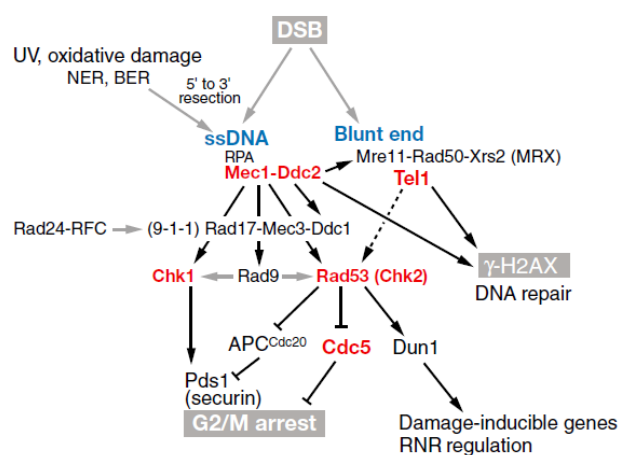 DSB
UV, oxidative damage
NER, BER
5' to 3'
resection
ssDNA
Blunt end
RPA
Mre11-Rad50-Xrs2 (MRX)
Mec1-Ddc2
Tel1
Rad24-RFC
(9-1-1) Rad17-Mec3-Ddc1
γ-H2AX
Chk1
Rad9
Rad53 (Chk2)
DNA repair
APCCdc20
Cdc5
Dun1
Pds1
(securin)
G2/M arrest
Damage-inducible genes
RNR regulation